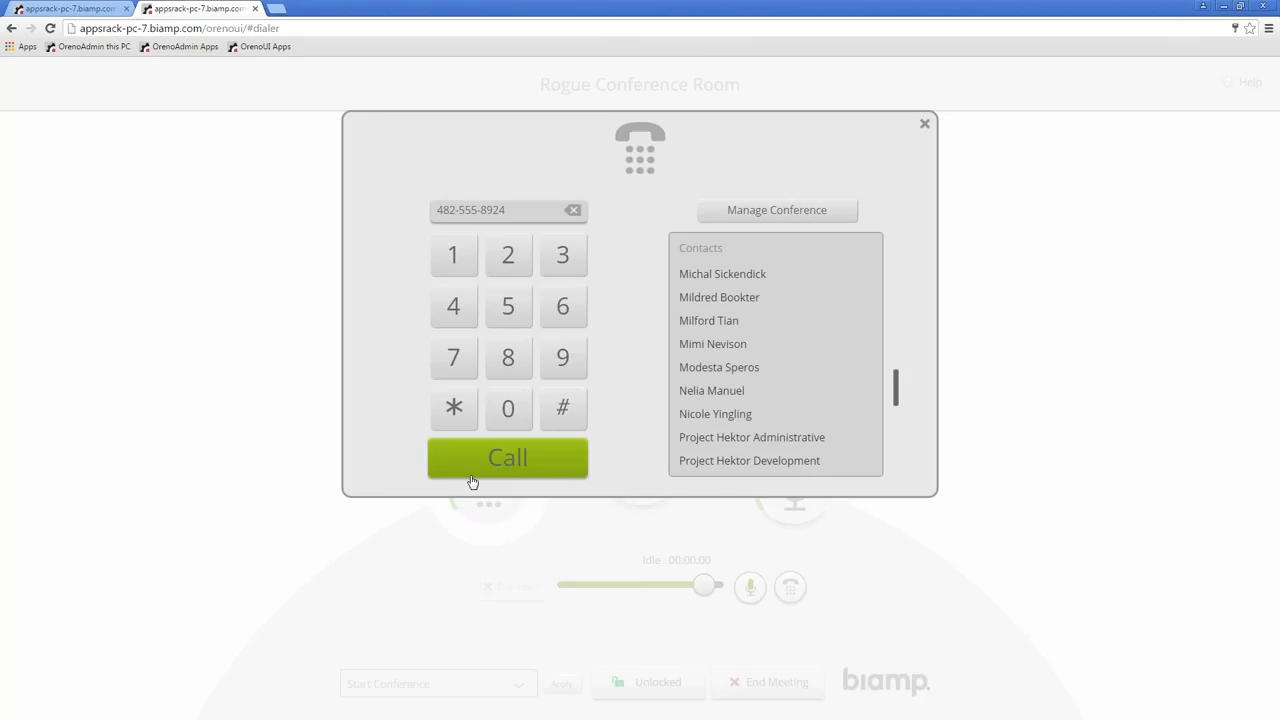 appsrack-pc-7.biamp.com
appsrack-pc-7.biamp.com
appsrack-pc-7.biamp.com/orenoui/#dialer
Apps OrenoAdmin this PC OrenoAdmin Apps OrenoUI Apps
Rogue Conference Room
Help
482-555-8924
1 2 3
4 5 6
7 8 9
* 0 #
Call
Manage Conference
Contacts
Michal Sickendick
Mildred Bookter
Milford Tian
Mimi Nevison
Modesta Speros
Nelia Manuel
Nicole Yingling
Project Hektor Administrative
Project Hektor Development
Idle 00:00:00
Start Conference
Apply
Unlocked
End Meeting
biamp.